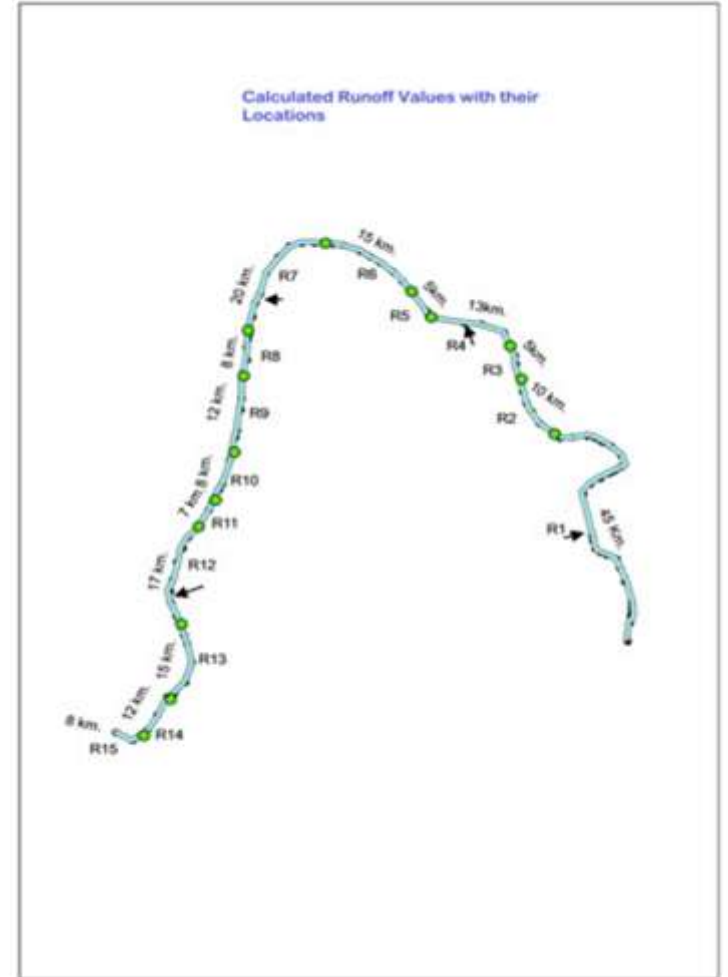 Calculated Runoff Values with their
Locations
15 km.
R6
R7
20 km.
5km.
R5
13km.
R4
5km.
R3
8 km.
R8
10 km.
R2
12 km.
R9
8 km.
R10
7 km.
R11
45 Km.
R1
17 km.
R12
15 km.
R13
12 km.
R14
8 km.
R15